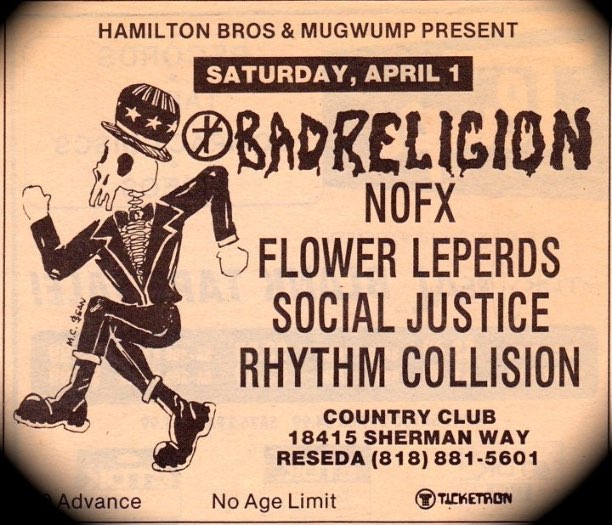 HAMILTON BROS & MUGWUMP PRESENT
SATURDAY, APRIL 1
BADRELIGION
NOFX
FLOWER LEPERDS
SOCIAL JUSTICE
RHYTHM COLLISION
M.C. $EAN
COUNTRY CLUB
18415 SHERMAN WAY
RESEDA (818) 881-5601
Advance No Age Limit TICKETRON